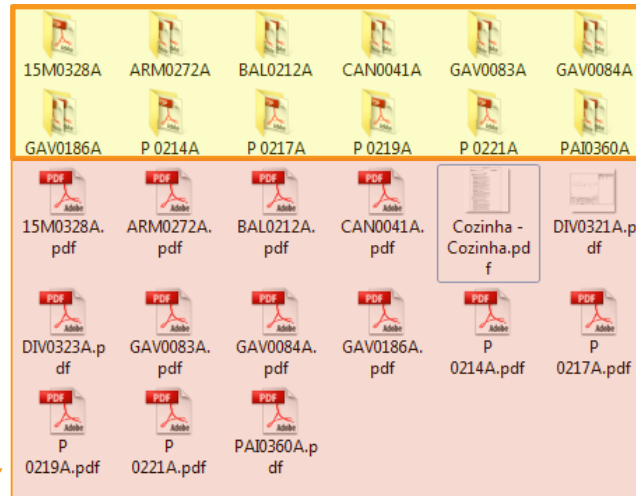 15M0328A ARM0272A BAL0212A CAN0041A GAV0083A GAV0084A
GAV0186A P 0214A P 0217A P 0219A P 0221A PAI0360A
15M0328A. ARM0272A. BAL0212A. CAN0041A. Cozinha - DIV0321A.p
pdf pdf pdf pdf Cozinha.pd df
f
DIV0323A.p GAV0083A. GAV0084A. GAV0186A. P P
df pdf pdf pdf 0214A.pdf 0217A.pdf
P P PAI0360A.p
0219A.pdf 0221A.pdf df